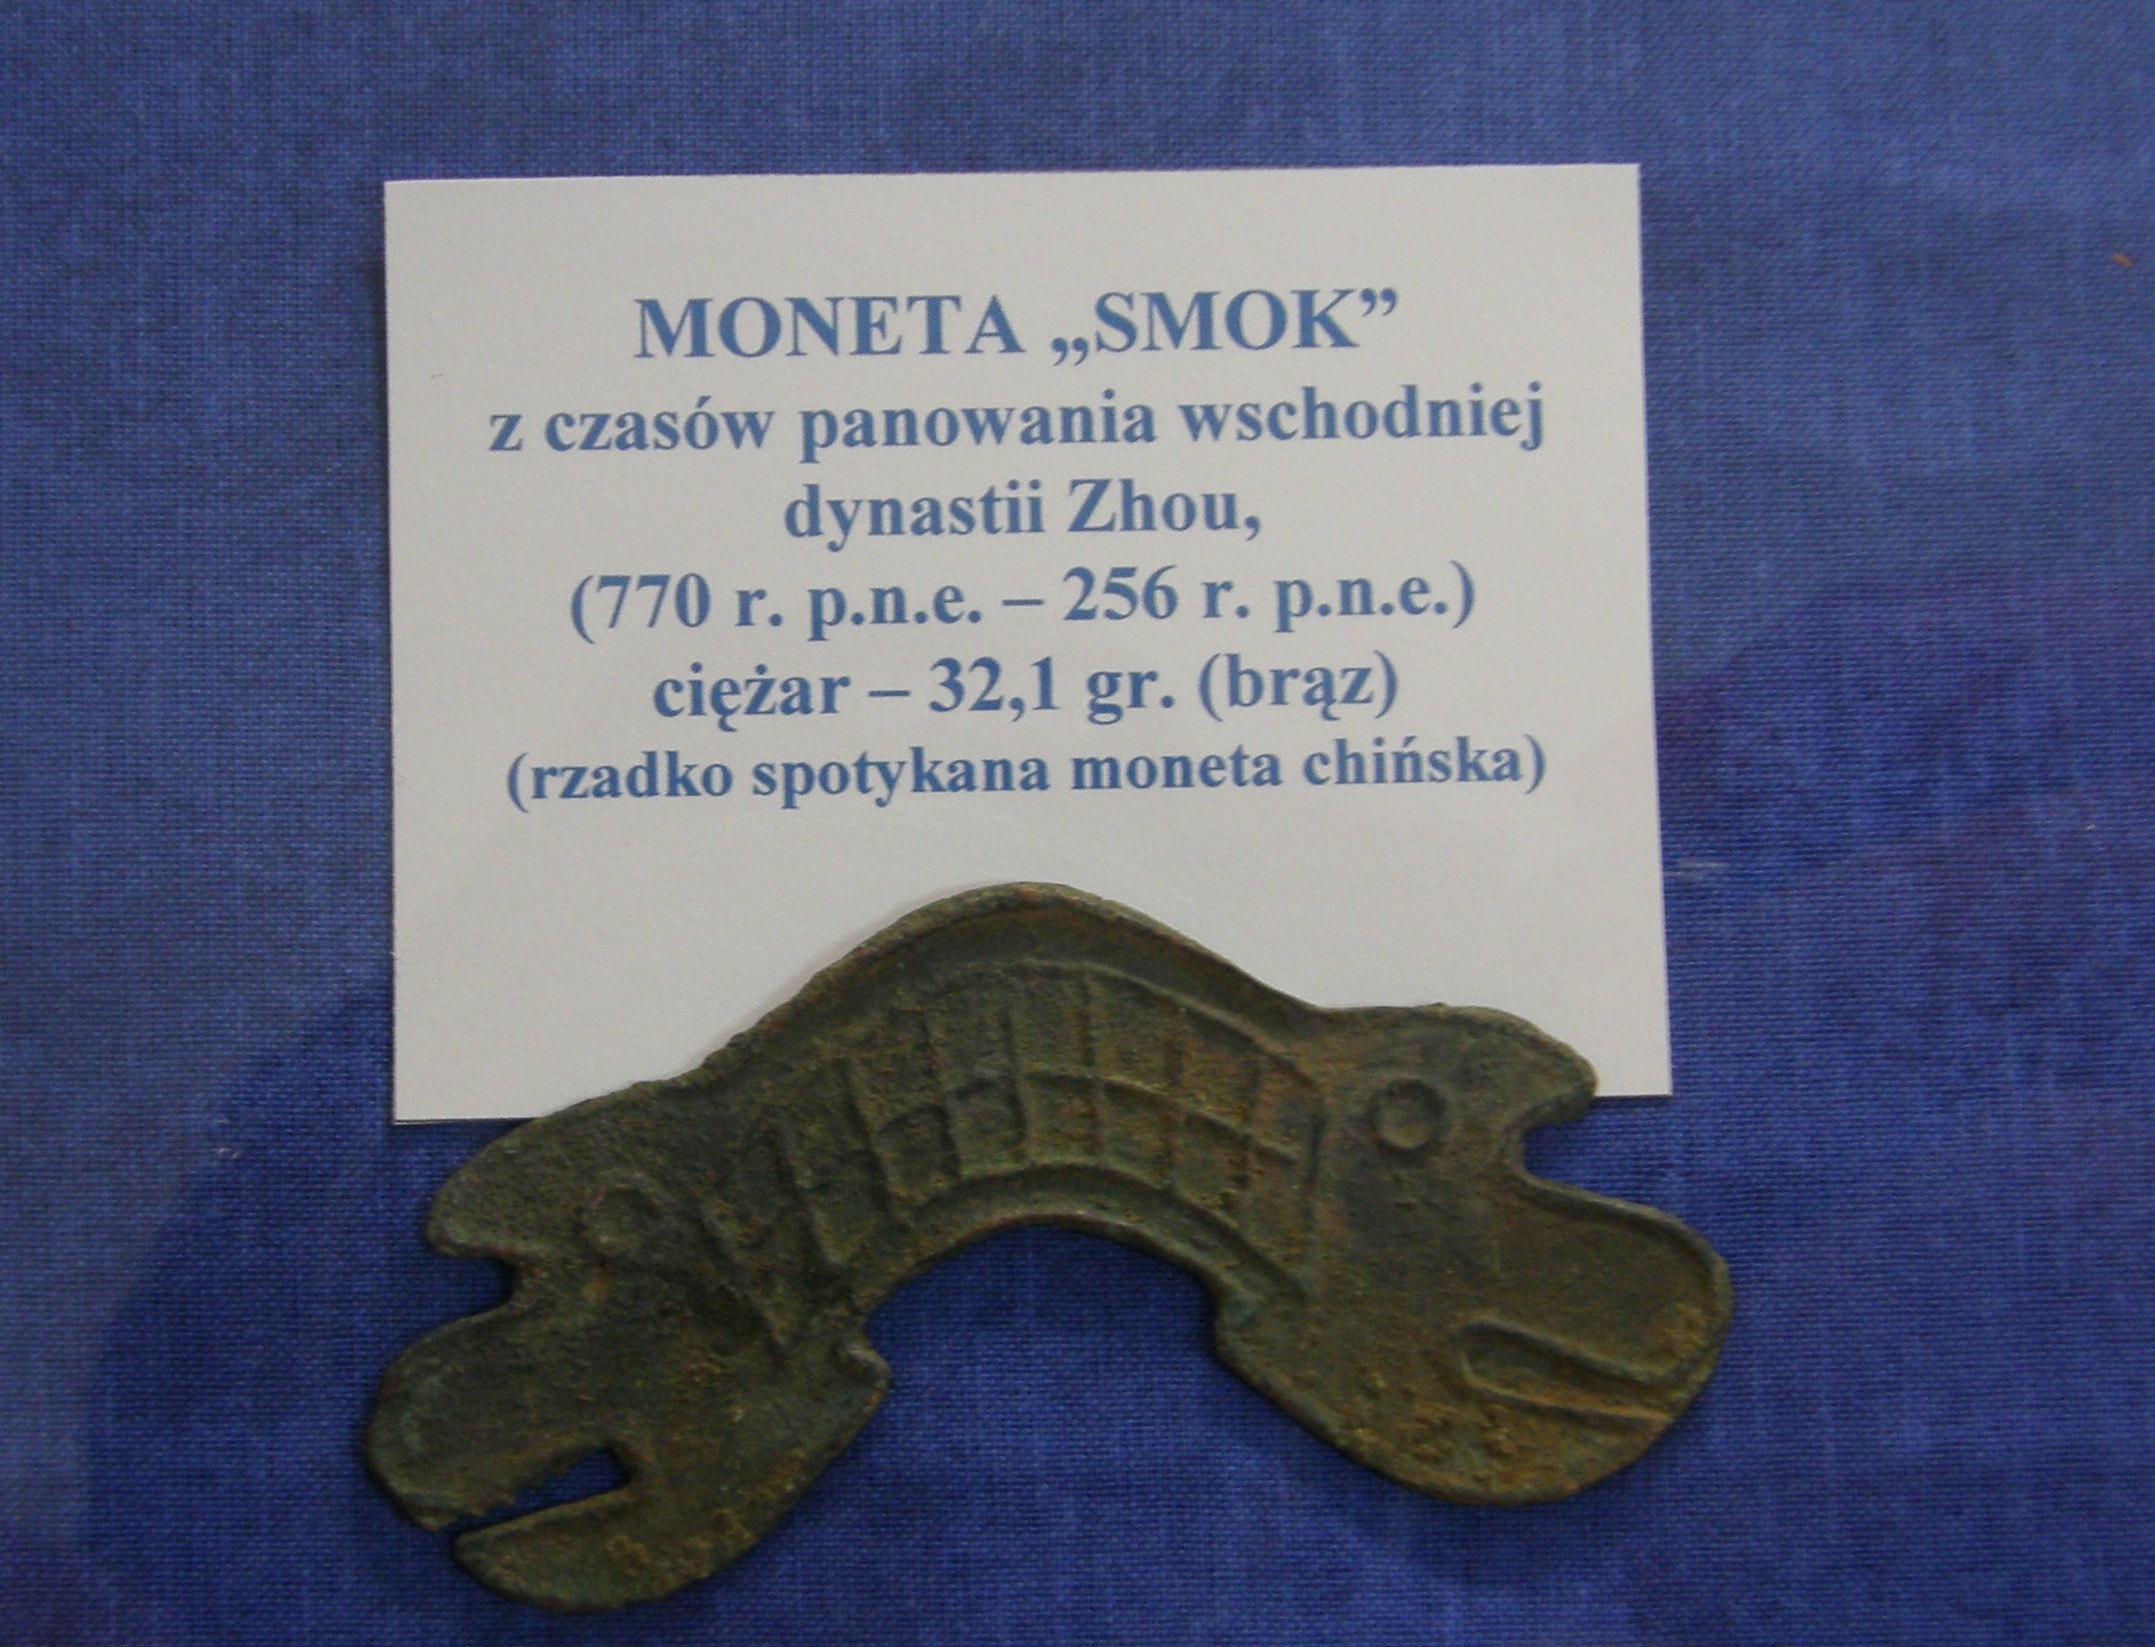 MONETA „SMOK”
z czasów panowania wschodniej
dynastii Zhou,
(770 r. p.n.e. – 256 r. p.n.e.)
ciężar – 32,1 gr. (brąz)
(rzadko spotykana moneta chińska)